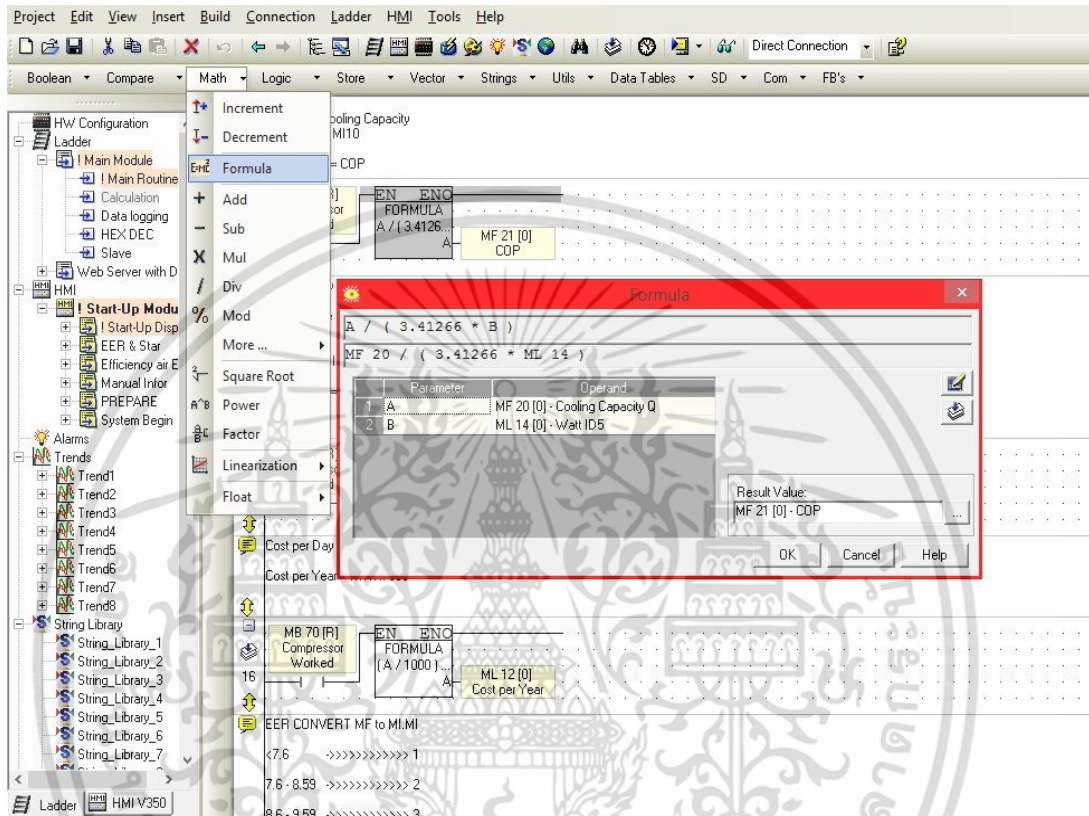 Project Edit View Insert Build Connection Ladder HMI Tools Help
Direct Connection
Boolean Compare Math Logic Store Vector Strings Utils Data Tables SD Com FB's
HW Configuration
Ladder
! Main Module
! Main Routine
Calculation
Data logging
HEX DEC
Slave
Web Server with D
HMI
! Start-Up Modu
! Start-Up Disp
EER & Star
Efficiency air E
Manual Infor
PREPARE
System Begin
Alarms
Trends
Trend1
Trend2
Trend3
Trend4
Trend5
Trend6
Trend7
Trend8
String Library
String_Library_1
String_Library_2
String_Library_3
String_Library_4
String_Library_5
String_Library_6
String_Library_7
Ladder HMI V350
Increment
Decrement
Formula
Add
Sub
Mul
Div
Mod
More ...
Square Root
A^B Power
Factor
Linearization
Float
ooling Capacity
MI10
= COP
EN ENO
FORMULA
A / ( 3.4126...
A
MF 21 [0]
COP
Formula
A / ( 3.41266 * B )
MF 20 / ( 3.41266 * ML 14 )
Parameter Operand
1 A MF 20 [0] - Cooling Capacity Q
2 B ML 14 [0] - Watt ID5
Result Value:
MF 21 [0] - COP
...
OK Cancel Help
Cost per Day
Cost per Year
MB 70 [R]
Compressor
Worked
16
EN ENO
FORMULA
( A / 1000 )...
A
ML 12 [0]
Cost per Year
EER CONVERT MF to MI.MI
<7.6 ->>>>>>>>>>>> 1
7.6 - 8.59 ->>>>>>>>>>>> 2
8.6 - 9.59 ->>>>>>>>>>>> 3